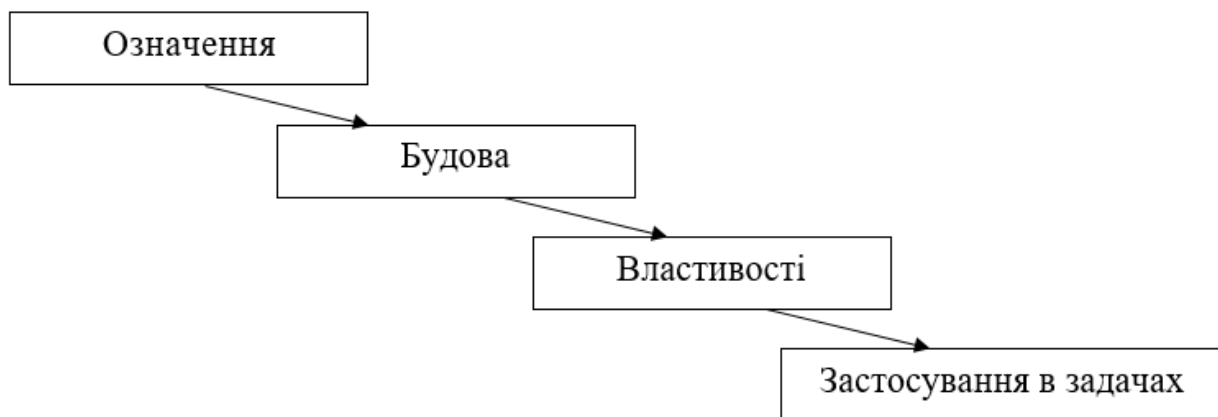 Означення
Будова
Властивості
Застосування в задачах